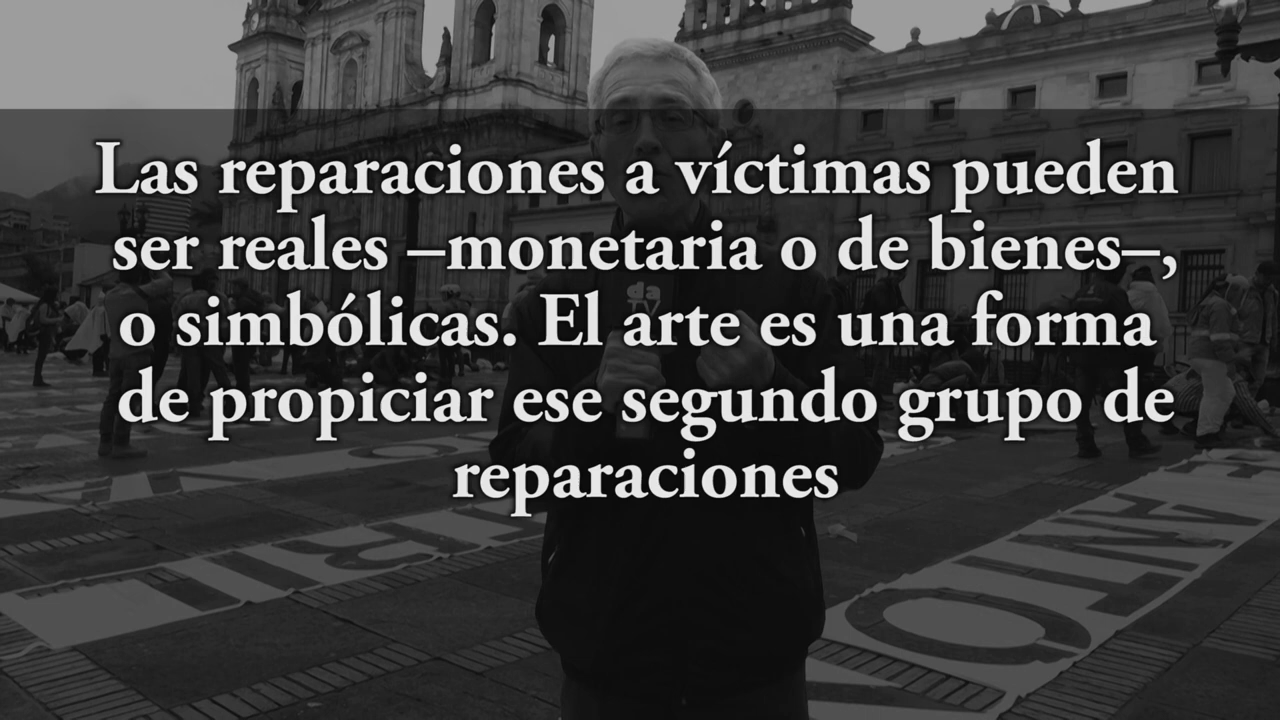 Las reparaciones a víctimas pueden
ser reales –monetaria o de bienes–,
o simbólicas. El arte es una forma
de propiciar ese segundo grupo de
reparaciones